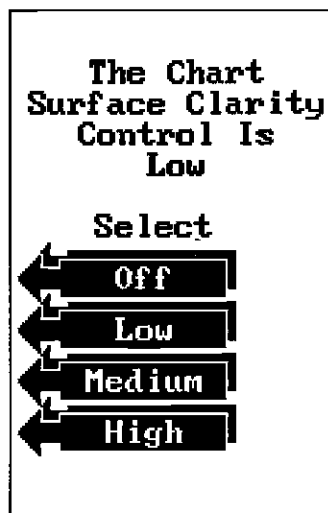 The Chart
Surface Clarity
Control Is
Low
Select
Off
Low
Medium
High